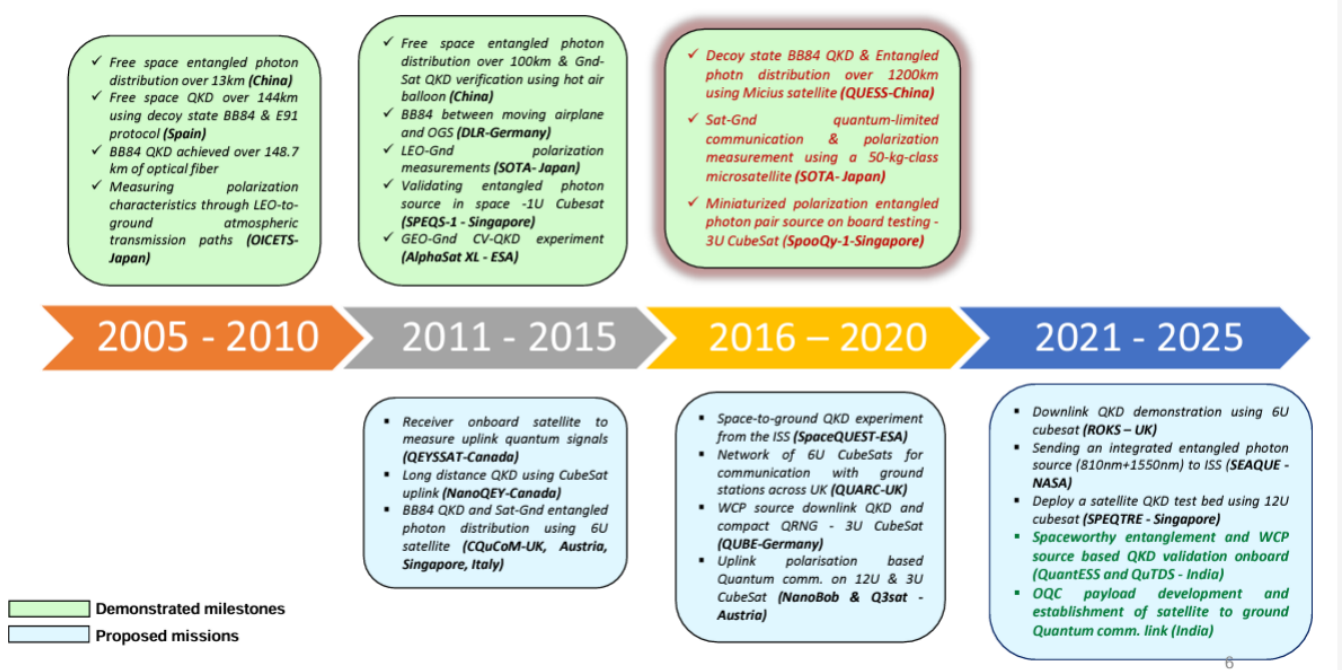 ✓ Free space entangled photon
distribution over 13km (China)
✓ Free space QKD over 144km
using decoy state BB84 & E91
protocol (Spain)
✓ BB84 QKD achieved over 148.7
km of optical fiber
✓ Measuring polarization
characteristics through LEO-to-
ground atmospheric
transmission paths (OICETS-
Japan)
✓ Free space entangled photon
distribution over 100km & Gnd-
Sat QKD verification using hot air
balloon (China)
✓ BB84 between moving airplane
and OGS (DLR-Germany)
✓ LEO-Gnd polarization
measurements (SOTA- Japan)
✓ Validating entangled photon
source in space -1U Cubesat
(SPEQS-1 - Singapore)
✓ GEO-Gnd CV-QKD experiment
(AlphaSat XL - ESA)
✓ Decoy state BB84 QKD & Entangled
photn distribution over 1200km
using Micius satellite (QUESS-China)
✓ Sat-Gnd quantum-limited
communication & polarization
measurement using a 50-kg-class
microsatellite (SOTA- Japan)
✓ Miniaturized polarization entangled
photon pair source on board testing -
3U CubeSat (SpooQy-1-Singapore)
2005 - 2010
2011 - 2015
2016 – 2020
2021 - 2025
▪ Receiver onboard satellite to
measure uplink quantum signals
(QEYSSAT-Canada)
▪ Long distance QKD using CubeSat
uplink (NanoQEY-Canada)
▪ BB84 QKD and Sat-Gnd entangled
photon distribution using 6U
satellite (CQuCoM-UK, Austria,
Singapore, Italy)
▪ Space-to-ground QKD experiment
from the ISS (SpaceQUEST-ESA)
▪ Network of 6U CubeSats for
communication with ground
stations across UK (QUARC-UK)
▪ WCP source downlink QKD and
compact QRNG - 3U CubeSat
(QUBE-Germany)
▪ Uplink polarisation based
Quantum comm. on 12U & 3U
CubeSat (NanoBob & Q3sat -
Austria)
▪ Downlink QKD demonstration using 6U
cubesat (ROKS – UK)
▪ Sending an integrated entangled photon
source (810nm+1550nm) to ISS (SEAQUE -
NASA)
▪ Deploy a satellite QKD test bed using 12U
cubesat (SPEQTRE - Singapore)
▪ Spaceworthy entanglement and WCP
source based QKD validation onboard
(QuantESS and QuTDS - India)
▪ OQC payload development and
establishment of satellite to ground
Quantum comm. link (India)
Demonstrated milestones
Proposed missions
6